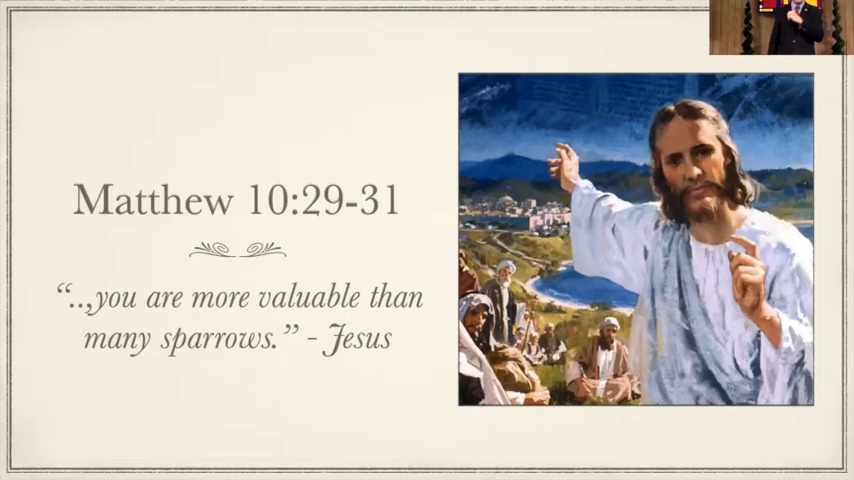 Matthew 10:29-31
“..,you are more valuable than
many sparrows.” - Jesus